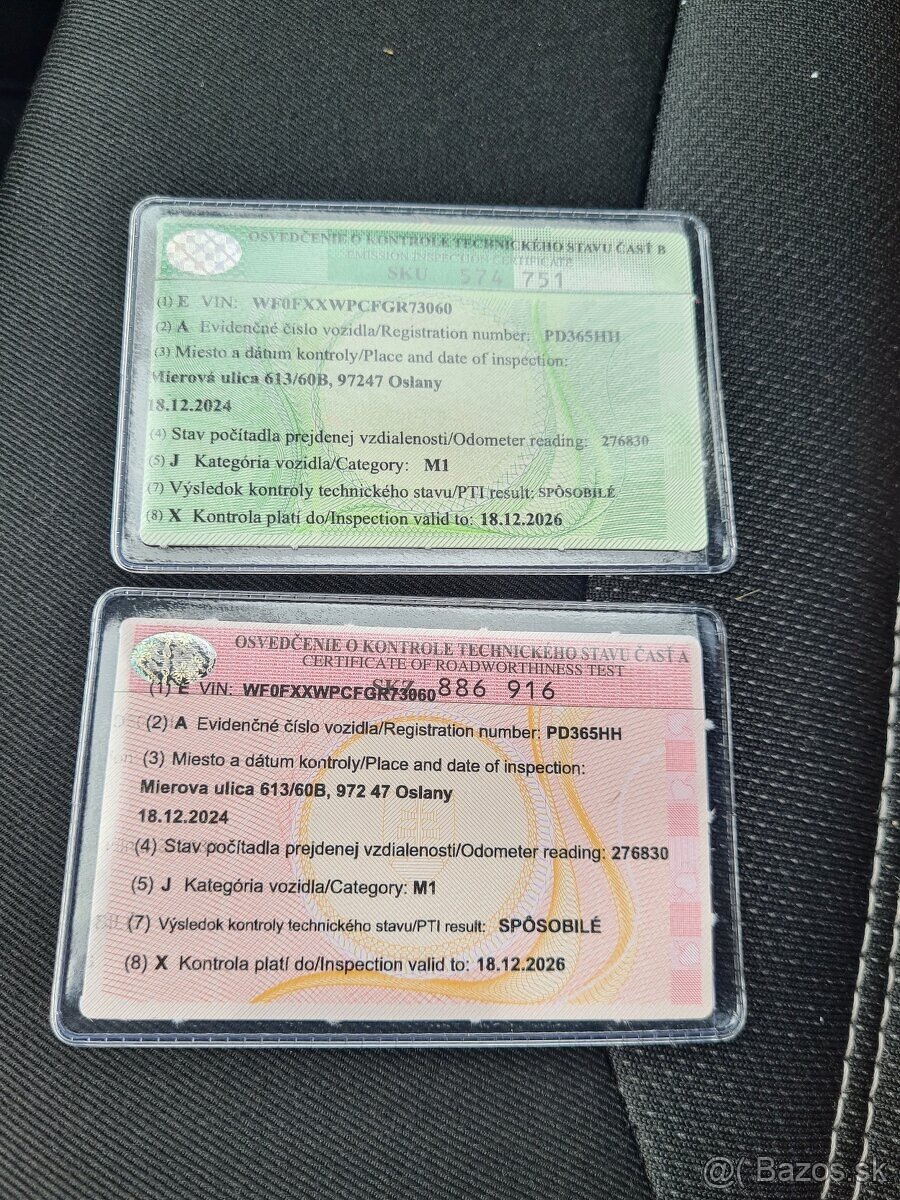 OSVEDČENIE O KONTROLE TECHNICKÉHO STAVU ČASŤ B
EMISSION INSPECTION CERTIFICATE
SKU 574 751
(1) E VIN: WF0FXXWPCFGR73060
(2) A Evidenčné číslo vozidla/Registration number: PD365HH
(3) Miesto a dátum kontroly/Place and date of inspection:
Mierová ulica 613/60B, 97247 Oslany
18.12.2024
(4) Stav počítadla prejdenej vzdialenosti/Odometer reading: 276830
(5) J Kategória vozidla/Category: M1
(7) Výsledok kontroly technického stavu/PTI result: SPÔSOBILÉ
(8) X Kontrola platí do/Inspection valid to: 18.12.2026
OSVEDČENIE O KONTROLE TECHNICKÉHO STAVU ČASŤ A
CERTIFICATE OF ROADWORTHINESS TEST
SKZ 886 916
(1) E VIN: WF0FXXWPCFGR73060
(2) A Evidenčné číslo vozidla/Registration number: PD365HH
(3) Miesto a dátum kontroly/Place and date of inspection:
Mierova ulica 613/60B, 972 47 Oslany
18.12.2024
(4) Stav počítadla prejdenej vzdialenosti/Odometer reading: 276830
(5) J Kategória vozidla/Category: M1
(7) Výsledok kontroly technického stavu/PTI result: SPÔSOBILÉ
(8) X Kontrola platí do/Inspection valid to: 18.12.2026
@( Bazos.sk